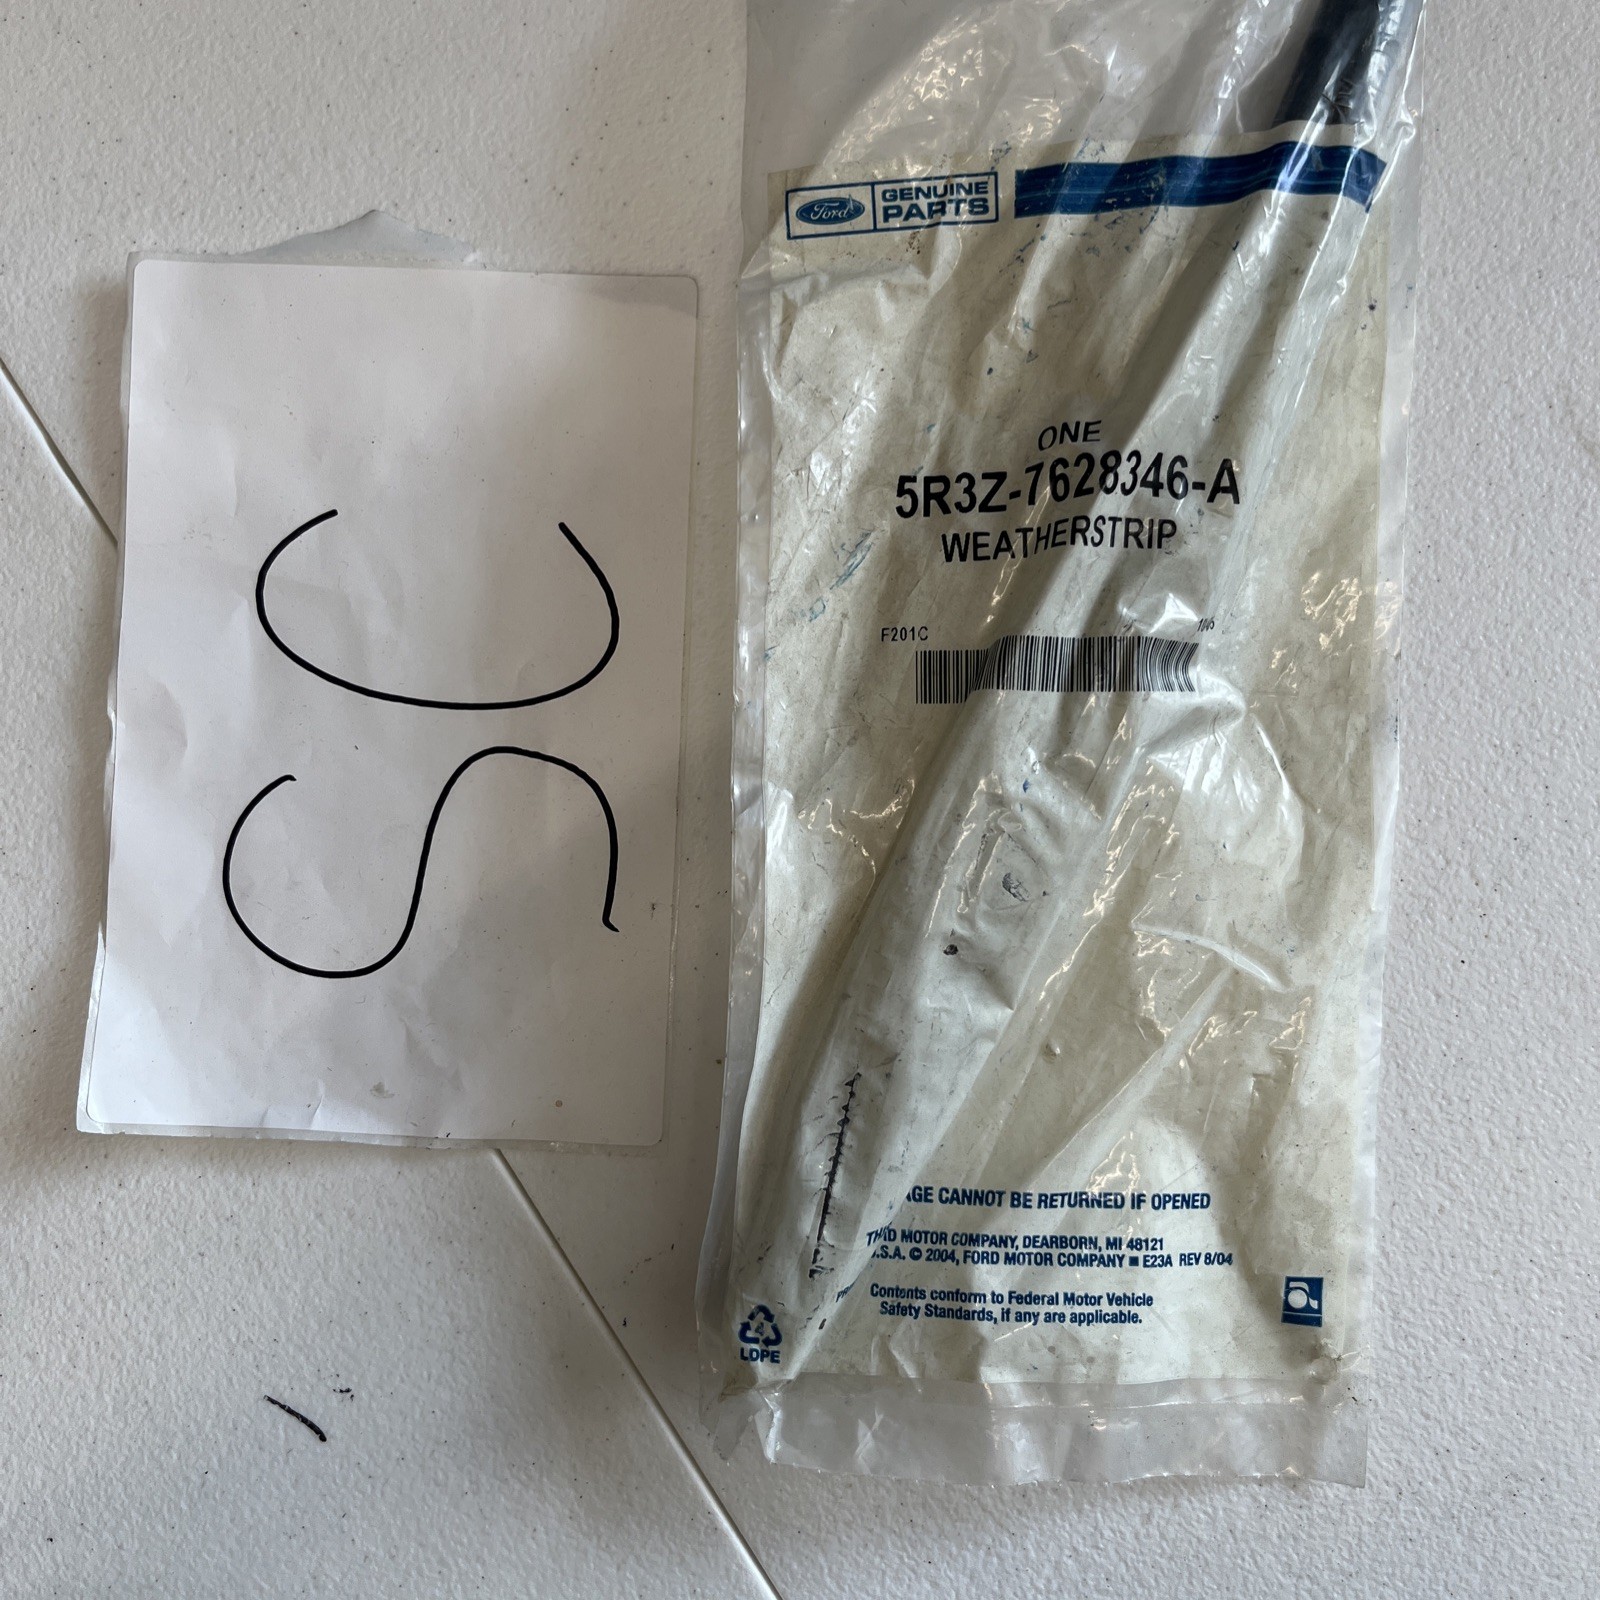 SC
Ford
GENUINE
PARTS
ONE
5R3Z-7628346-A
WEATHERSTRIP
F201C
AGE CANNOT BE RETURNED IF OPENED
D MOTOR COMPANY, DEARBORN, MI 48121
.S.A. © 2004, FORD MOTOR COMPANY ■ E23A REV 8/04
Contents conform to Federal Motor Vehicle
Safety Standards, if any are applicable.
4
LDPE